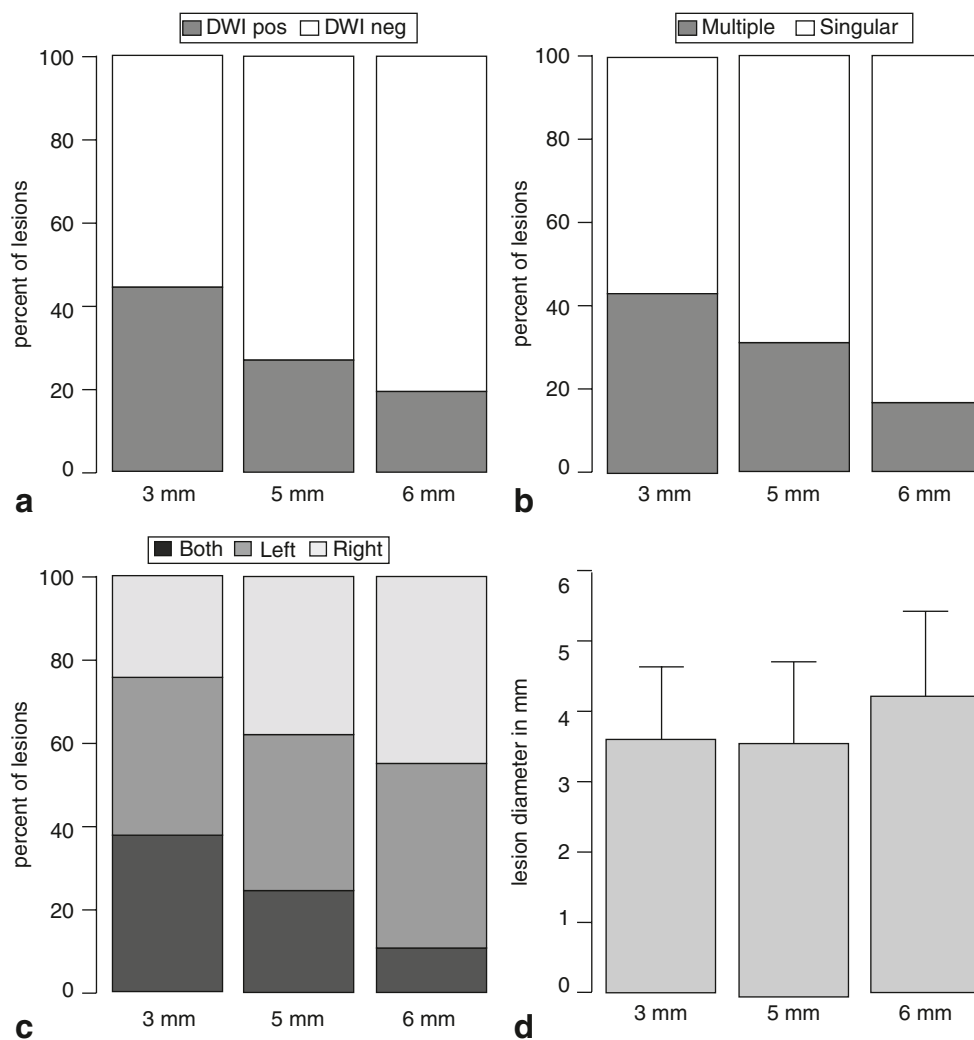 DWI pos DWI neg
100
80
60
40
20
0
percent of lesions
3 mm 5 mm 6 mm
a
Multiple Singular
100
80
60
40
20
0
percent of lesions
3 mm 5 mm 6 mm
b
Both Left Right
100
80
60
40
20
0
percent of lesions
3 mm 5 mm 6 mm
c
6
5
4
3
2
1
0
lesion diameter in mm
3 mm 5 mm 6 mm
d